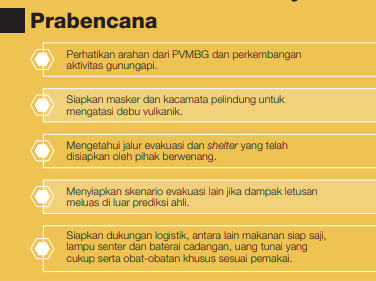 Prabencana
Perhatikan arahan dari PVMBG dan perkembangan
aktivitas gunungapi.
Siapkan masker dan kacamata pelindung untuk
mengatasi debu vulkanik.
Mengetahui jalur evakuasi dan shelter yang telah
disiapkan oleh pihak berwenang.
Menyiapkan skenario evakuasi lain jika dampak letusan
meluas di luar prediksi ahli.
Siapkan dukungan logistik, antara lain makanan siap saji,
lampu senter dan baterai cadangan, uang tunai yang
cukup serta obat-obatan khusus sesuai pemakai.